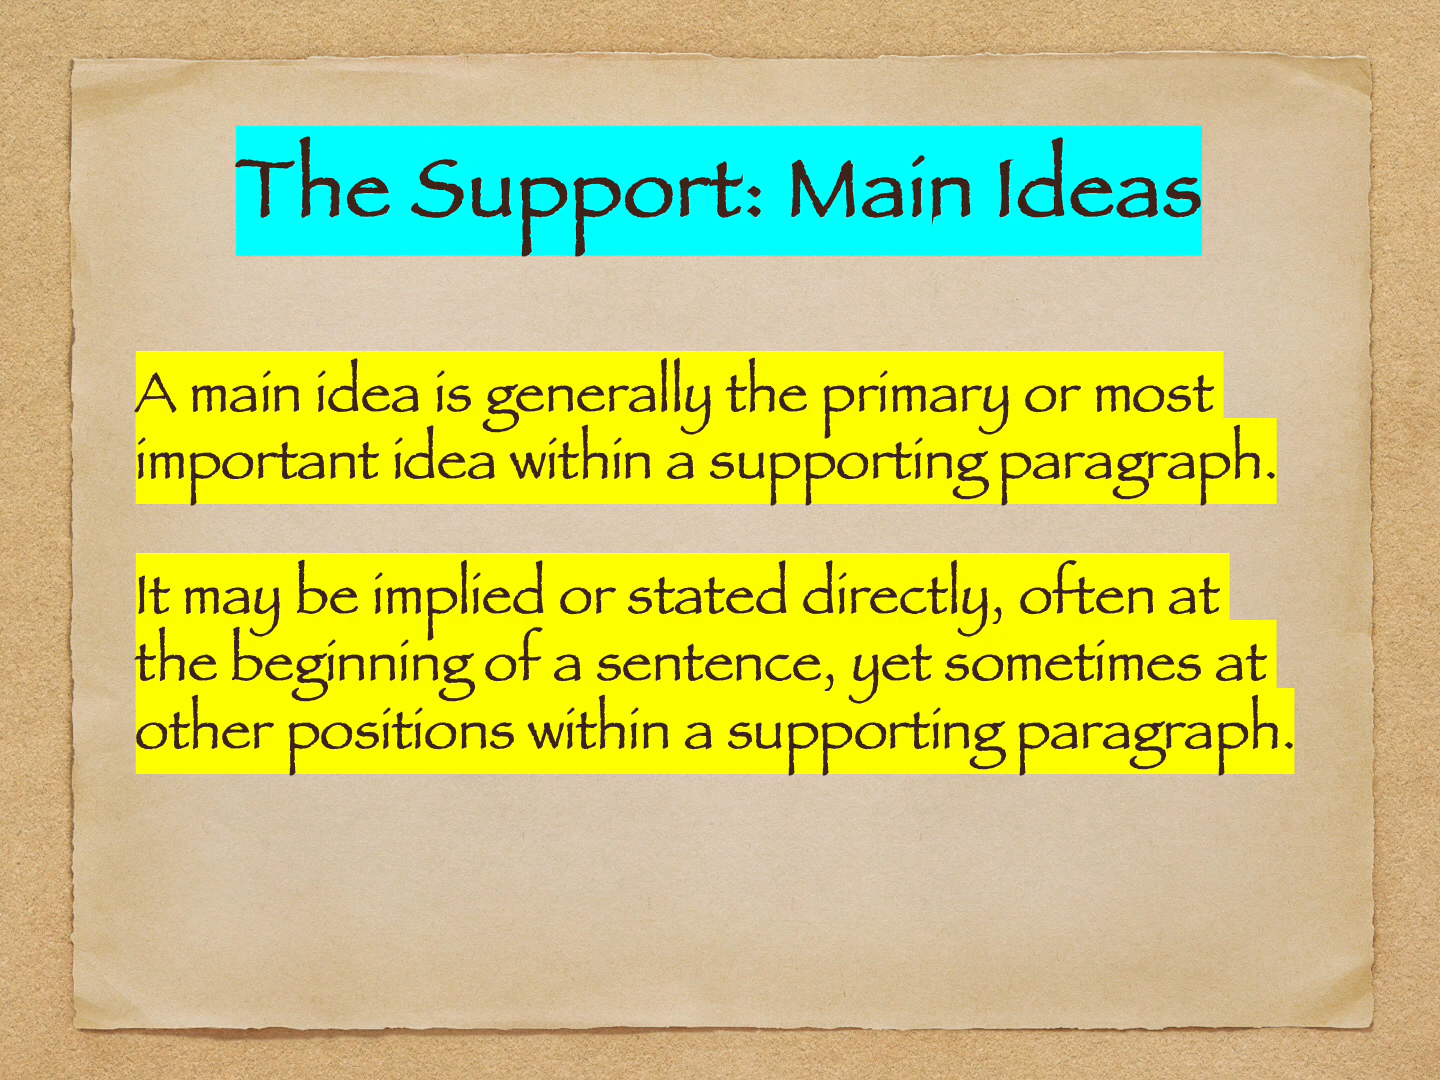 The Support: Main Ideas
A main idea is generally the primary or most
important idea within a supporting paragraph.
It may be implied or stated directly, often at
the beginning of a sentence, yet sometimes at
other positions within a supporting paragraph.